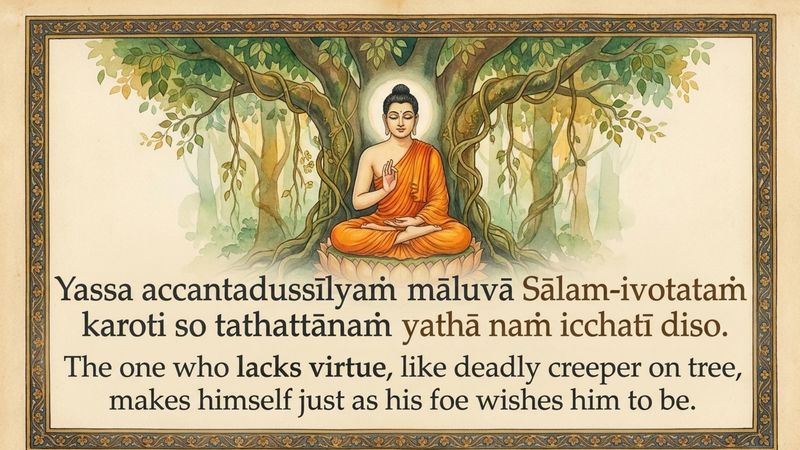 Yassa accantadussīlyaṁ māluvā Sālam-ivotataṁ
karoti so tathattānaṁ yathā naṁ icchatī diso.
The one who lacks virtue, like deadly creeper on tree,
makes himself just as his foe wishes him to be.